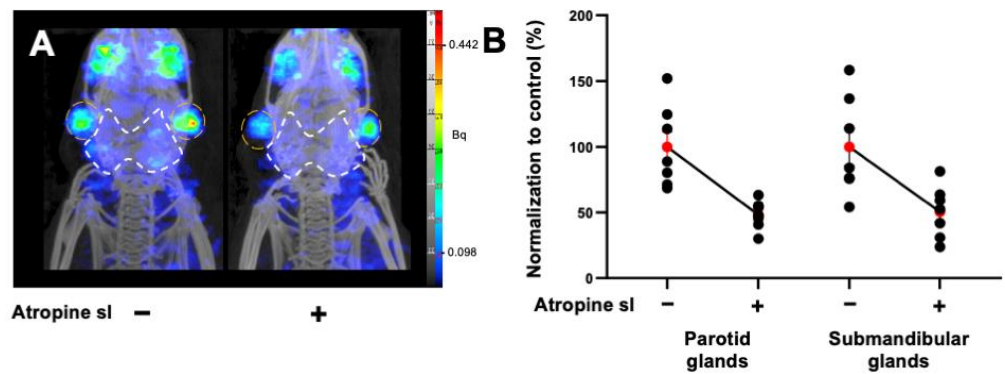 A
0.442
Bq
0.098
Atropine sl − +
B
Normalization to control (%)
200
150
100
50
0
Atropine sl − + − +
Parotid
glands
Submandibular
glands